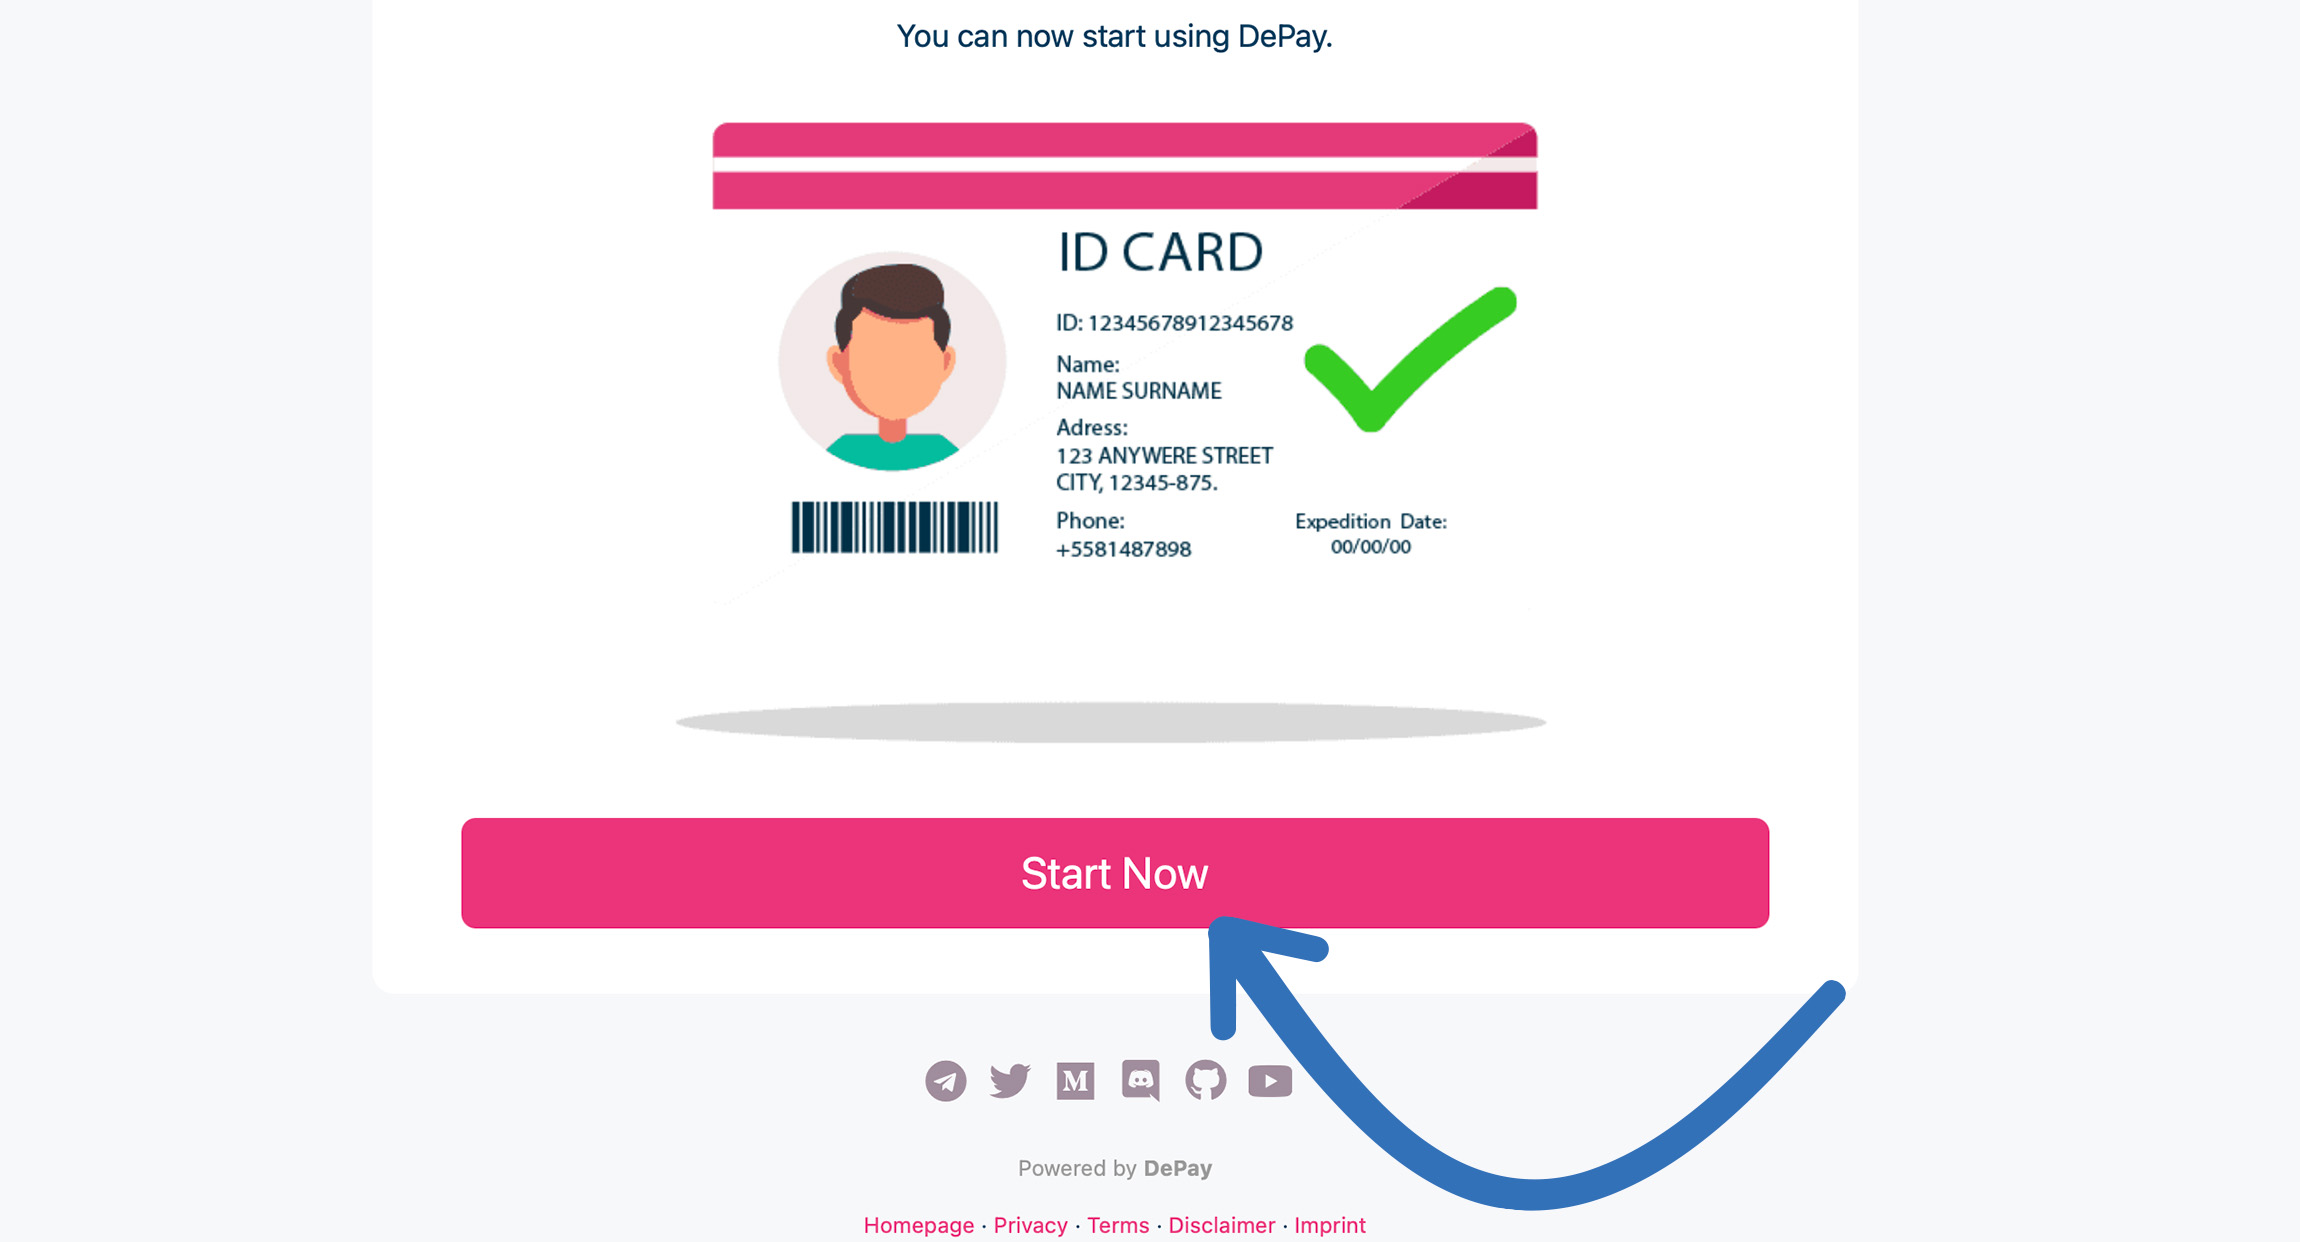 You can now start using DePay.
ID CARD
ID: 12345678912345678
Name:
NAME SURNAME
Adress:
123 ANYWERE STREET
CITY, 12345-875.
Phone:
+5581487898
Expedition Date:
00/00/00
Start Now
M
Powered by DePay
Homepage · Privacy · Terms · Disclaimer · Imprint